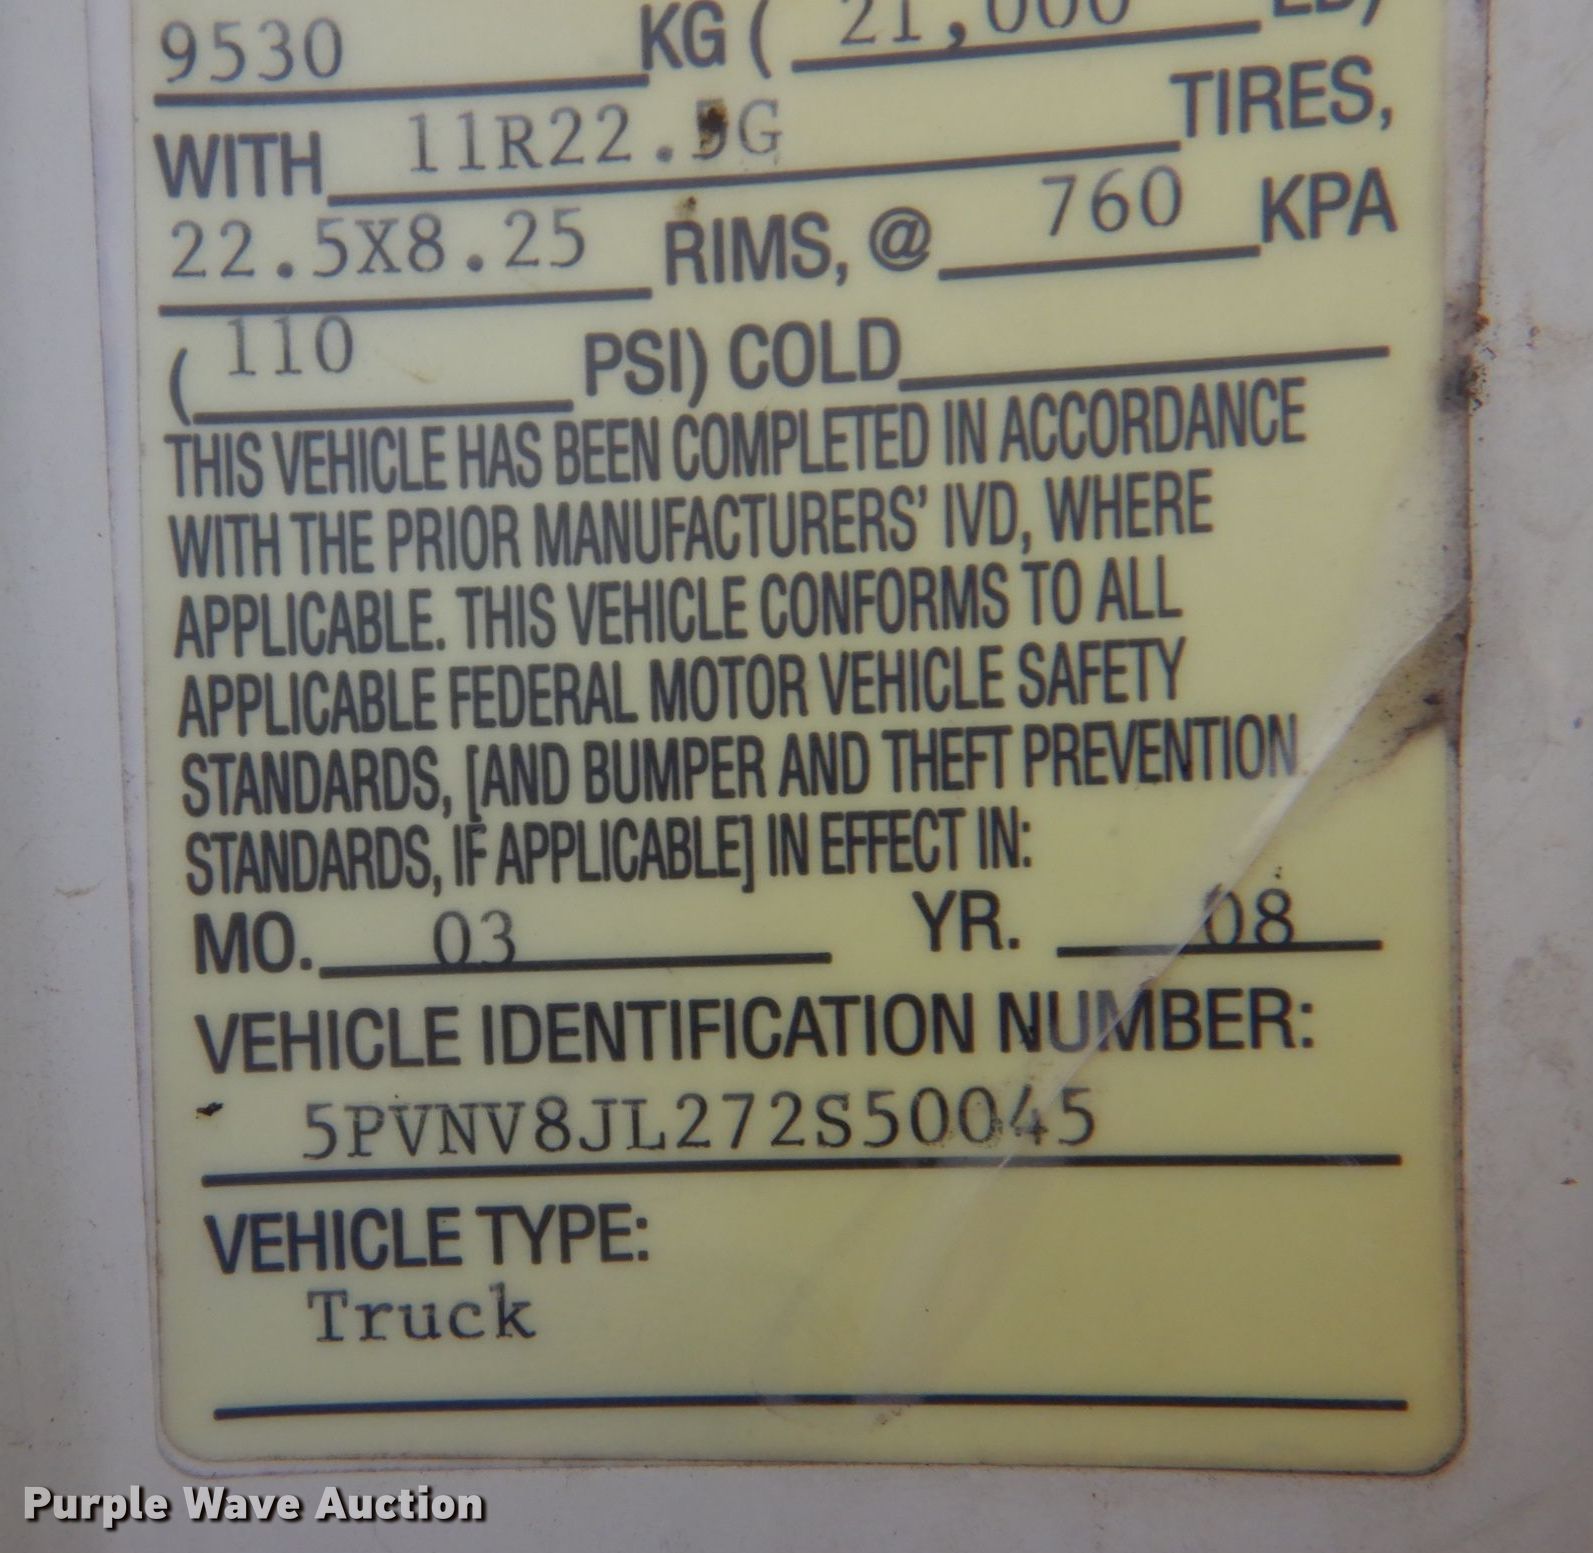 9530 KG ( 21,000 LB)
WITH 11R22.5G TIRES,
22.5X8.25 RIMS, @ 760 KPA
( 110 PSI) COLD
THIS VEHICLE HAS BEEN COMPLETED IN ACCORDANCE
WITH THE PRIOR MANUFACTURERS' IVD, WHERE
APPLICABLE. THIS VEHICLE CONFORMS TO ALL
APPLICABLE FEDERAL MOTOR VEHICLE SAFETY
STANDARDS, [AND BUMPER AND THEFT PREVENTION
STANDARDS, IF APPLICABLE] IN EFFECT IN:
MO. 03 YR. 08
VEHICLE IDENTIFICATION NUMBER:
5PVNV8JL272S50045
VEHICLE TYPE:
Truck
Purple Wave Auction